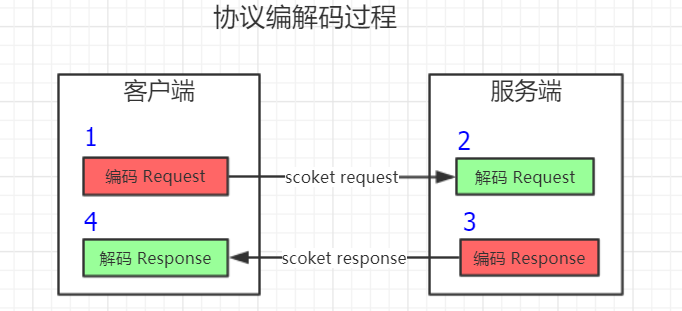 协议编解码过程
客户端
服务端
1
2
编码 Request
scoket request
解码 Request
4
3
解码 Response
scoket response
编码 Response